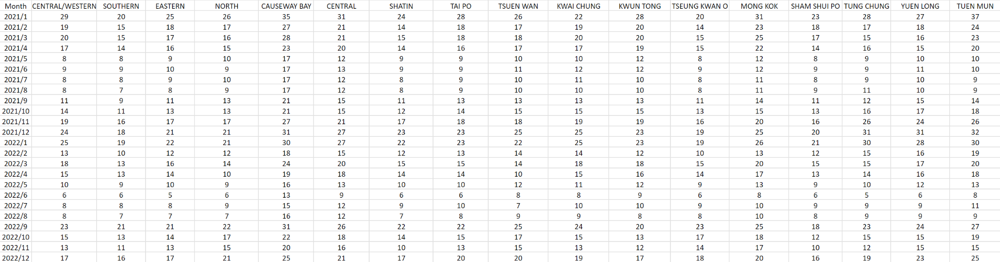 Month CENTRAL/WESTERN SOUTHERN EASTERN NORTH CAUSEWAY BAY CENTRAL SHATIN TAI PO TSUEN WAN KWAI CHUNG KWUN TONG TSEUNG KWAN O MONG KOK SHAM SHUI PO TUNG CHUNG YUEN LONG TUEN MUN
2021/1 29 20 25 26 35 31 24 28 26 22 28 20 31 23 28 27 37
2021/2 19 15 18 17 27 21 14 18 17 19 20 14 23 18 17 18 24
2021/3 20 15 17 16 28 21 15 18 18 20 20 15 25 17 15 16 23
2021/4 17 14 16 15 23 20 14 16 17 17 19 15 22 14 16 15 20
2021/5 8 8 9 10 17 12 9 9 10 10 12 8 12 8 9 10 10
2021/6 9 9 10 9 17 13 9 9 11 12 12 9 12 9 9 11 10
2021/7 8 8 9 10 17 12 8 9 10 11 10 8 11 8 9 10 9
2021/8 8 7 8 9 17 12 8 9 10 10 10 8 11 9 11 10 9
2021/9 11 9 11 13 21 15 11 13 13 13 13 11 14 11 12 15 14
2021/10 14 11 13 13 21 15 12 14 15 15 15 13 15 13 16 17 18
2021/11 19 16 17 17 27 21 17 18 18 19 19 16 20 16 26 24 26
2021/12 24 18 21 21 31 27 23 23 25 25 23 19 25 20 31 31 32
2022/1 25 19 22 21 30 27 22 23 22 25 23 19 26 21 30 28 30
2022/2 13 10 12 12 18 15 12 13 14 14 12 10 13 12 15 16 19
2022/3 18 13 16 14 24 20 15 15 14 18 18 15 20 15 15 17 20
2022/4 15 13 14 10 19 18 14 14 10 15 16 14 17 13 14 16 18
2022/5 10 9 10 9 16 13 10 10 12 11 12 9 13 9 10 12 13
2022/6 6 6 5 6 13 9 6 6 8 8 9 6 8 6 5 6 8
2022/7 8 8 8 9 15 12 9 10 7 10 10 9 10 9 9 9 11
2022/8 8 7 7 7 16 12 7 8 9 9 8 8 10 8 9 9 9
2022/9 23 21 21 22 31 26 22 22 25 24 20 23 25 18 23 24 27
2022/10 15 13 14 17 22 18 14 15 17 15 13 17 18 12 15 15 19
2022/11 13 11 13 15 20 16 10 13 15 13 12 14 17 10 12 15 15
2022/12 17 16 17 21 25 21 17 20 20 19 17 18 20 16 19 23 25